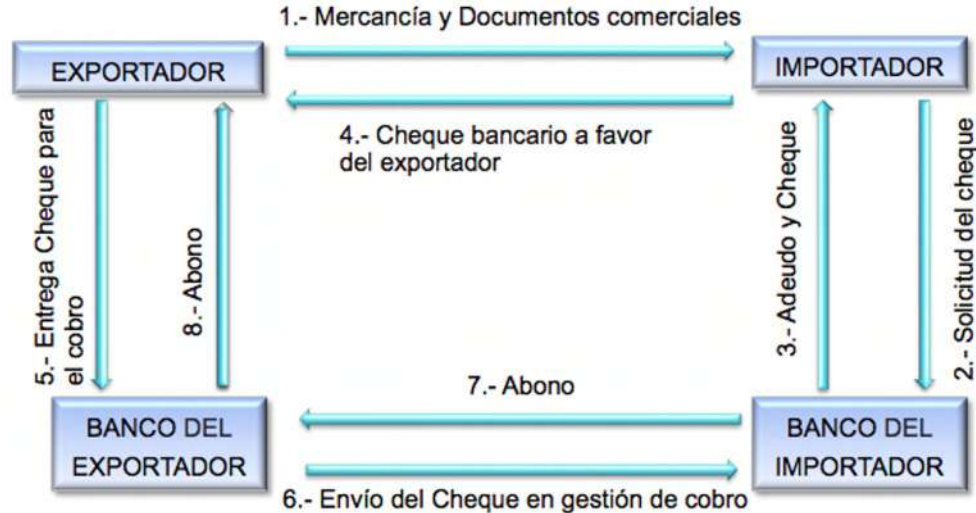 1.- Mercancía y Documentos comerciales
EXPORTADOR
IMPORTADOR
4.- Cheque bancario a favor
del exportador
5.- Entrega Cheque para
el cobro
8.- Abono
3.- Adeudo y Cheque
2.- Solicitud del cheque
7.- Abono
BANCO DEL
EXPORTADOR
BANCO DEL
IMPORTADOR
6.- Envío del Cheque en gestión de cobro